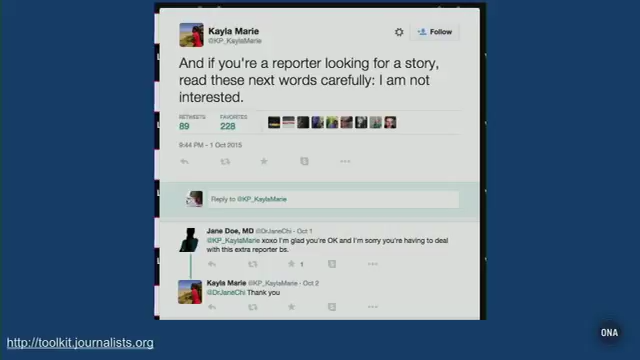 Kayla Marie
@KP_KaylaMarie
Follow
And if you're a reporter looking for a story,
read these next words carefully: I am not
interested.
RETWEETS FAVORITES
89 228
9:44 PM - 1 Oct 2015
Reply to @KP_KaylaMarie
Jane Doe, MD @DrJaneChi · Oct 1
@KP_KaylaMarie xoxo I'm glad you're OK and I'm sorry you're having to deal
with this extra reporter bs.
1
Kayla Marie @KP_KaylaMarie · Oct 2
@DrJaneChi Thank you
http://toolkit.journalists.org
ONA